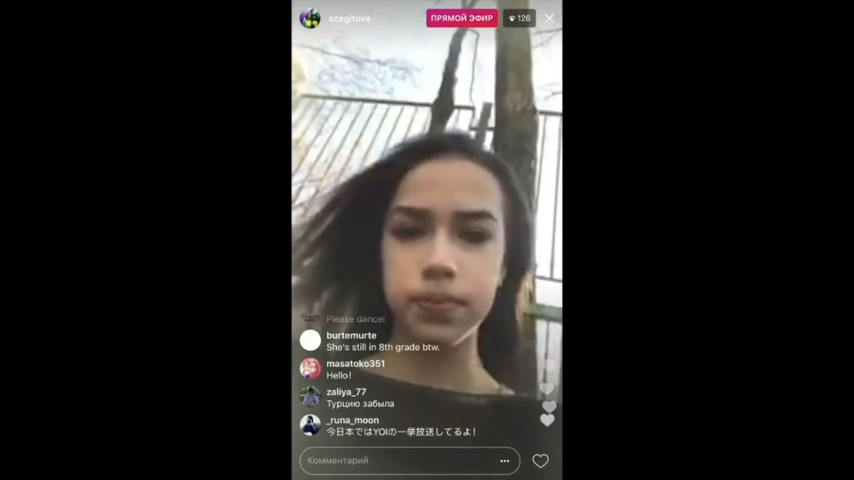 azagitova
ПРЯМОЙ ЭФИР
126
Please dance!
burtemurte
She's still in 8th grade btw.
masatoko351
Hello!
zaliya_77
Турцию забыла
_runa_moon
今日本ではYOIの一挙放送してるよ!
Комментарий